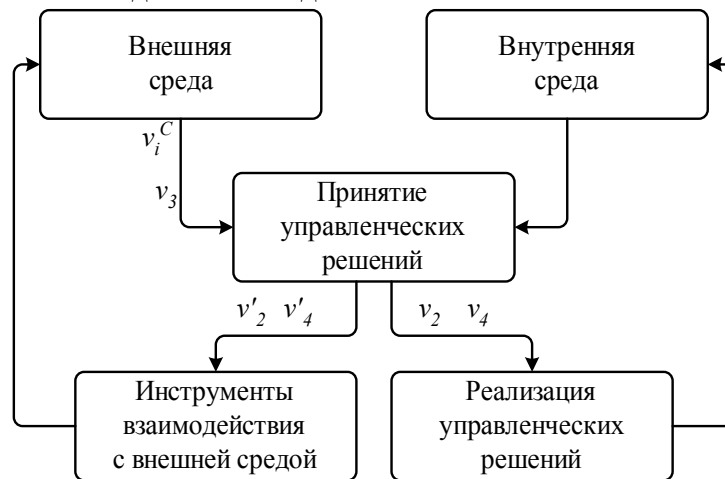 Внешняя
среда
Внутренняя
среда
v_i^C
v_3
Принятие
управленческих
решений
v'_2 v'_4
v_2 v_4
Инструменты
взаимодействия
с внешней средой
Реализация
управленческих
решений